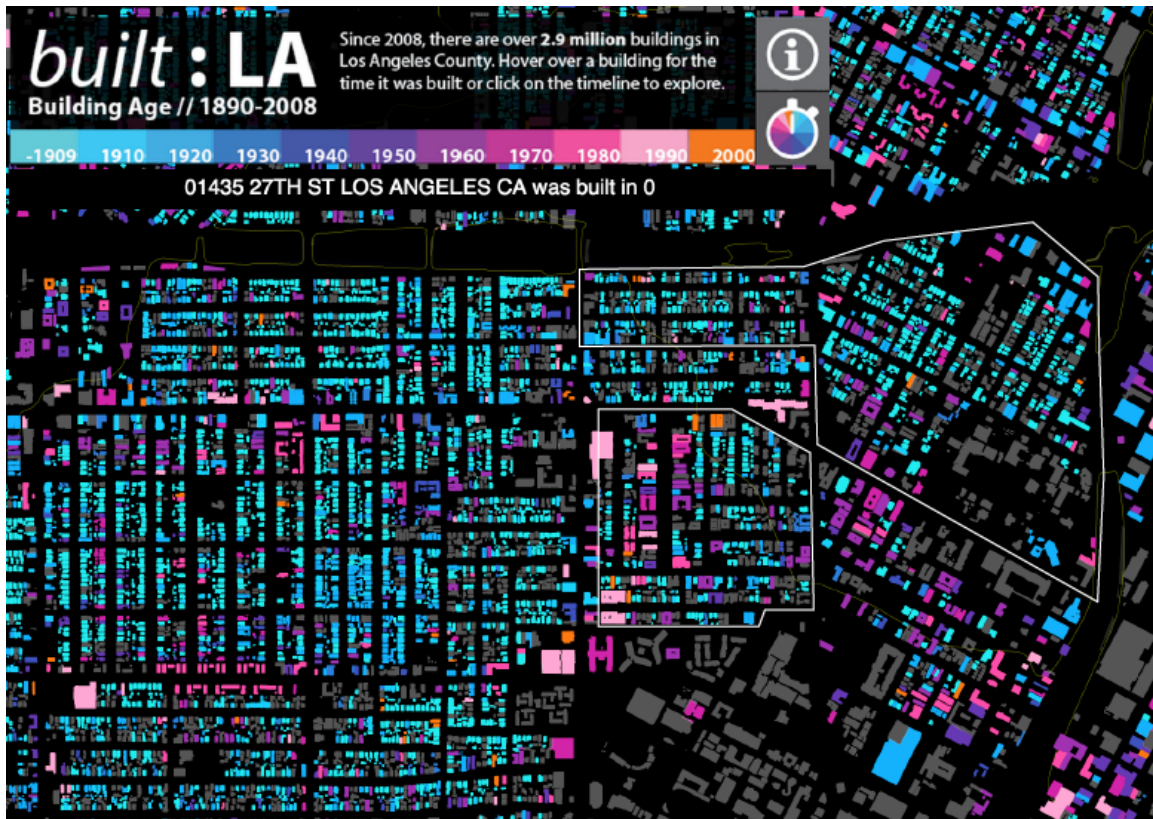 built : LA
Building Age // 1890-2008
Since 2008, there are over 2.9 million buildings in
Los Angeles County. Hover over a building for the
time it was built or click on the timeline to explore.
i
-1909 1910 1920 1930 1940 1950 1960 1970 1980 1990 2000
01435 27TH ST LOS ANGELES CA was built in 0